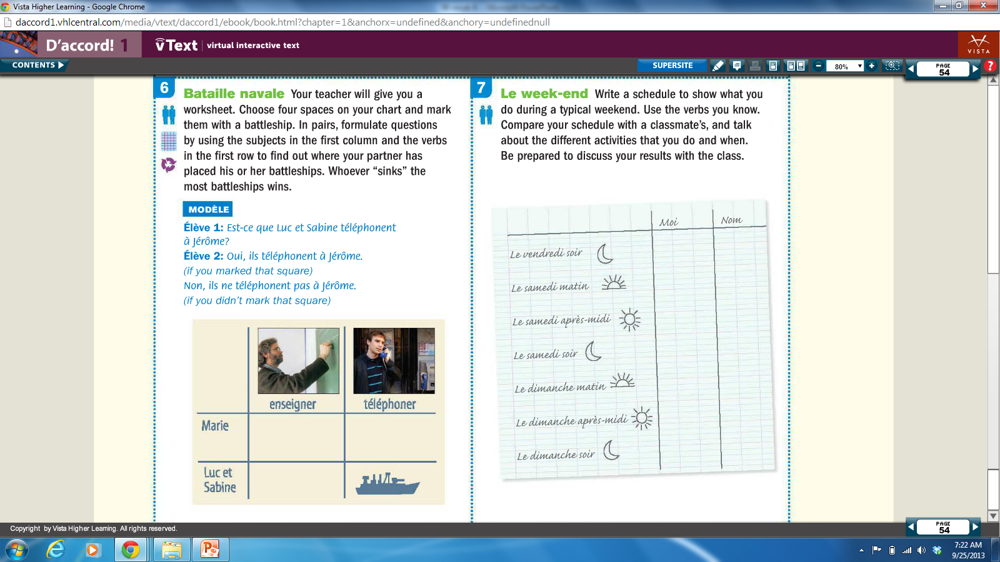 Vista Higher Learning - Google Chrome
daccord1.vhlcentral.com/media/vtext/daccord1/ebook/book.html?chapter=1&anchorx=undefined&anchory=undefinednull
D'accord! 1
vText | virtual interactive text
VISTA
CONTENTS
SUPERSITE
80%
PAGE
54
?
6
Bataille navale Your teacher will give you a
worksheet. Choose four spaces on your chart and mark
them with a battleship. In pairs, formulate questions
by using the subjects in the first column and the verbs
in the first row to find out where your partner has
placed his or her battleships. Whoever “sinks” the
most battleships wins.
MODÈLE
Élève 1: Est-ce que Luc et Sabine téléphonent
à Jérôme?
Élève 2: Oui, ils téléphonent à Jérôme.
(if you marked that square)
Non, ils ne téléphonent pas à Jérôme.
(if you didn't mark that square)
enseigner
téléphoner
Marie
Luc et
Sabine
7
Le week-end Write a schedule to show what you
do during a typical weekend. Use the verbs you know.
Compare your schedule with a classmate's, and talk
about the different activities that you do and when.
Be prepared to discuss your results with the class.
Moi
Nom
Le vendredi soir
Le samedi matin
Le samedi après-midi
Le samedi soir
Le dimanche matin
Le dimanche après-midi
Le dimanche soir
Copyright by Vista Higher Learning. All rights reserved.
PAGE
54
7:22 AM
9/25/2013